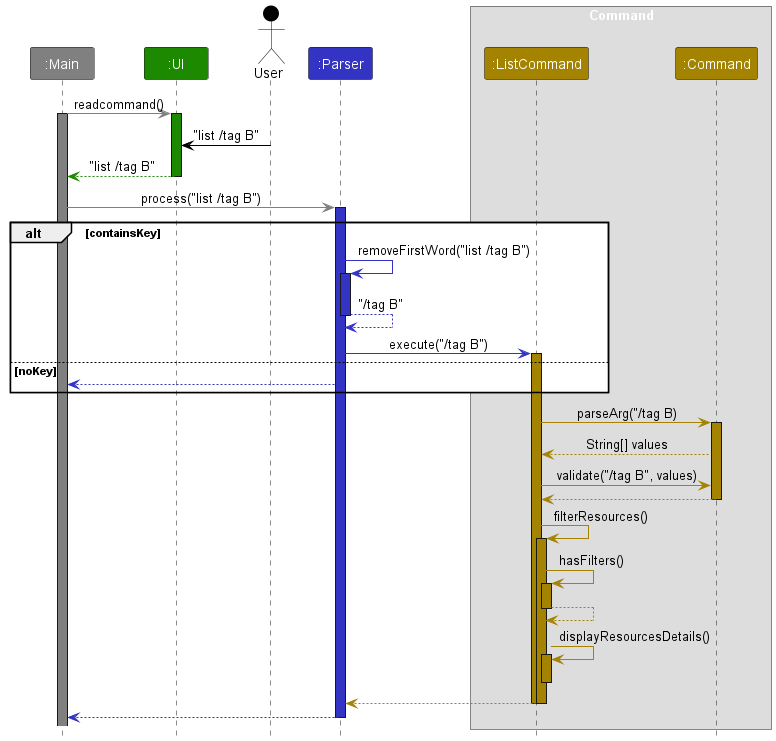 Command
:Main
:UI
User
:Parser
:ListCommand
:Command
readcommand()
"list /tag B"
"list /tag B"
process("list /tag B")
alt
[containsKey]
removeFirstWord("list /tag B")
"/tag B"
execute("/tag B")
[noKey]
parseArg("/tag B)
String[] values
validate("/tag B", values)
filterResources()
hasFilters()
displayResourcesDetails()